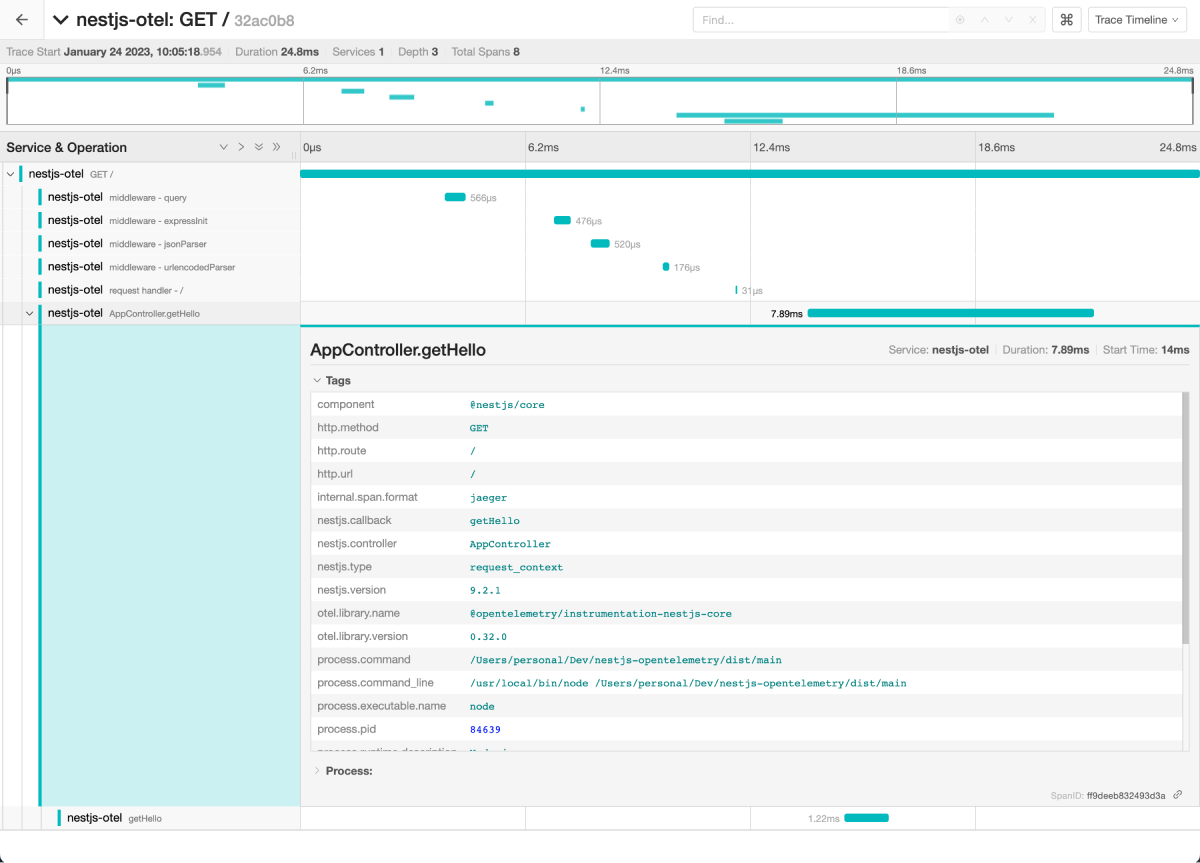 nestjs-otel: GET / 32ac0b8
Find...
⌘
Trace Timeline
Trace Start January 24 2023, 10:05:18.954 Duration 24.8ms Services 1 Depth 3 Total Spans 8
0μs 6.2ms 12.4ms 18.6ms 24.8ms
Service & Operation 0μs 6.2ms 12.4ms 18.6ms 24.8ms
nestjs-otel GET /
nestjs-otel middleware - query 566μs
nestjs-otel middleware - expressInit 476μs
nestjs-otel middleware - jsonParser 520μs
nestjs-otel middleware - urlencodedParser 176μs
nestjs-otel request handler - / 31μs
nestjs-otel AppController.getHello 7.89ms
AppController.getHello Service: nestjs-otel Duration: 7.89ms Start Time: 14ms
Tags
component @nestjs/core
http.method GET
http.route /
http.url /
internal.span.format jaeger
nestjs.callback getHello
nestjs.controller AppController
nestjs.type request_context
nestjs.version 9.2.1
otel.library.name @opentelemetry/instrumentation-nestjs-core
otel.library.version 0.32.0
process.command /Users/personal/Dev/nestjs-opentelemetry/dist/main
process.command_line /usr/local/bin/node /Users/personal/Dev/nestjs-opentelemetry/dist/main
process.executable.name node
process.pid 84639
process.runtime.description
Process:
SpanID: ff9deeb832493d3a
nestjs-otel getHello 1.22ms